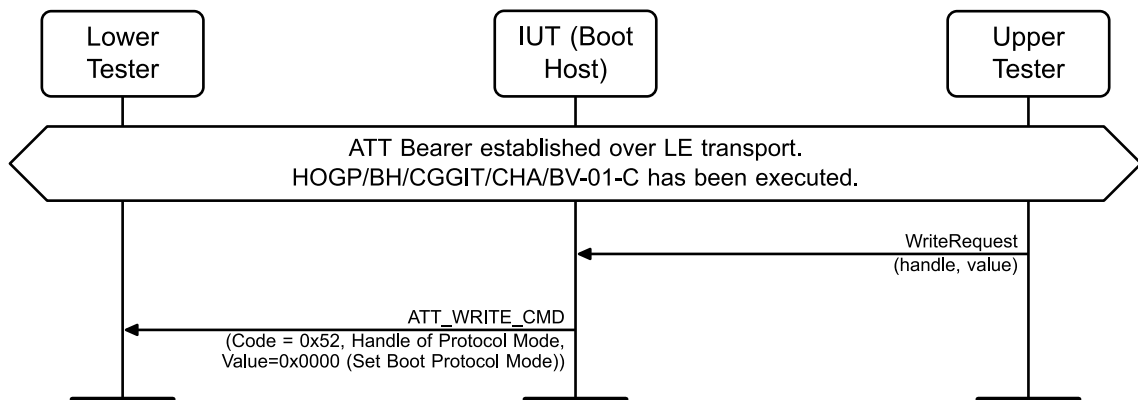 Lower
Tester
IUT (Boot
Host)
Upper
Tester
ATT Bearer established over LE transport.
HOGP/BH/CGGIT/CHA/BV-01-C has been executed.
WriteRequest
(handle, value)
ATT_WRITE_CMD
(Code = 0x52, Handle of Protocol Mode,
Value=0x0000 (Set Boot Protocol Mode))